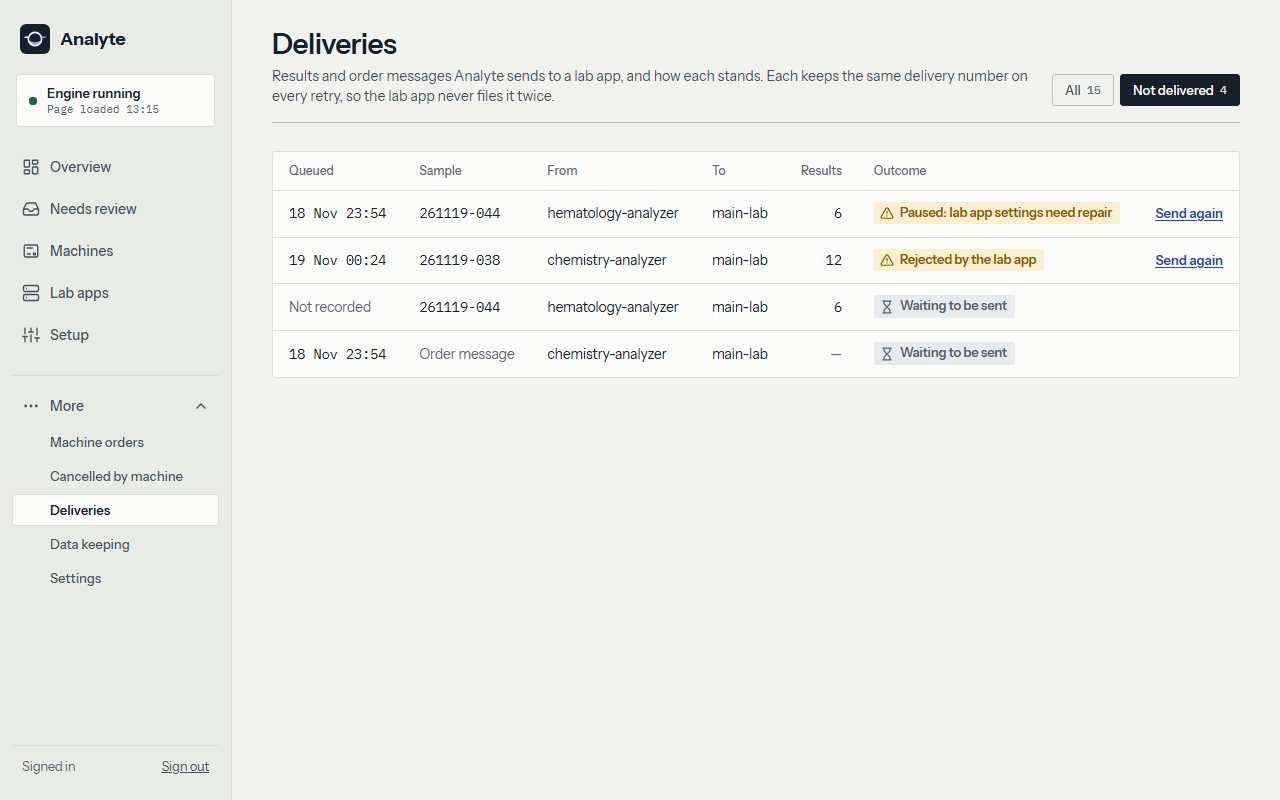 Analyte
Engine running
Page loaded 13:15
Overview
Needs review
Machines
Lab apps
Setup
More
Machine orders
Cancelled by machine
Deliveries
Data keeping
Settings
Signed in Sign out
Deliveries
Results and order messages Analyte sends to a lab app, and how each stands. Each keeps the same delivery number on
every retry, so the lab app never files it twice.
All 15 Not delivered 4
Queued Sample From To Results Outcome
18 Nov 23:54 261119-044 hematology-analyzer main-lab 6 Paused: lab app settings need repair Send again
19 Nov 00:24 261119-038 chemistry-analyzer main-lab 12 Rejected by the lab app Send again
Not recorded 261119-044 hematology-analyzer main-lab 6 Waiting to be sent
18 Nov 23:54 Order message chemistry-analyzer main-lab — Waiting to be sent